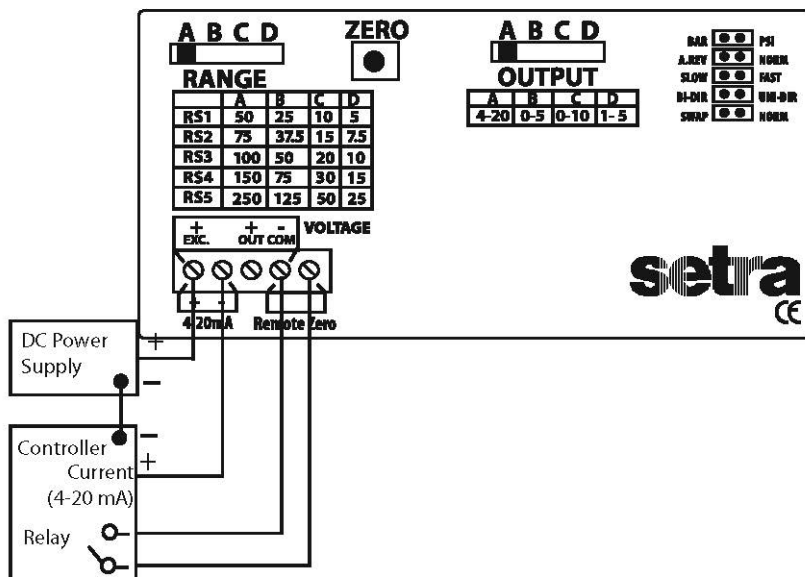 A B C D
ZERO
A B C D
RANGE
OUTPUT
BAR PSI
A.REV NORM
SLOW FAST
BI-DIR UNI-DIR
SWAP NORM
A B C D
RS1 50 25 10 5
RS2 75 37.5 15 7.5
RS3 100 50 20 10
RS4 150 75 30 15
RS5 250 125 50 25
A B C D
4-20 0-5 0-10 1-5
+ + - VOLTAGE
EXC. OUT COM
+ -
4-20mA Remote Zero
setra
CE
DC Power +
Supply
-
-
Controller
Current +
(4-20 mA)
Relay